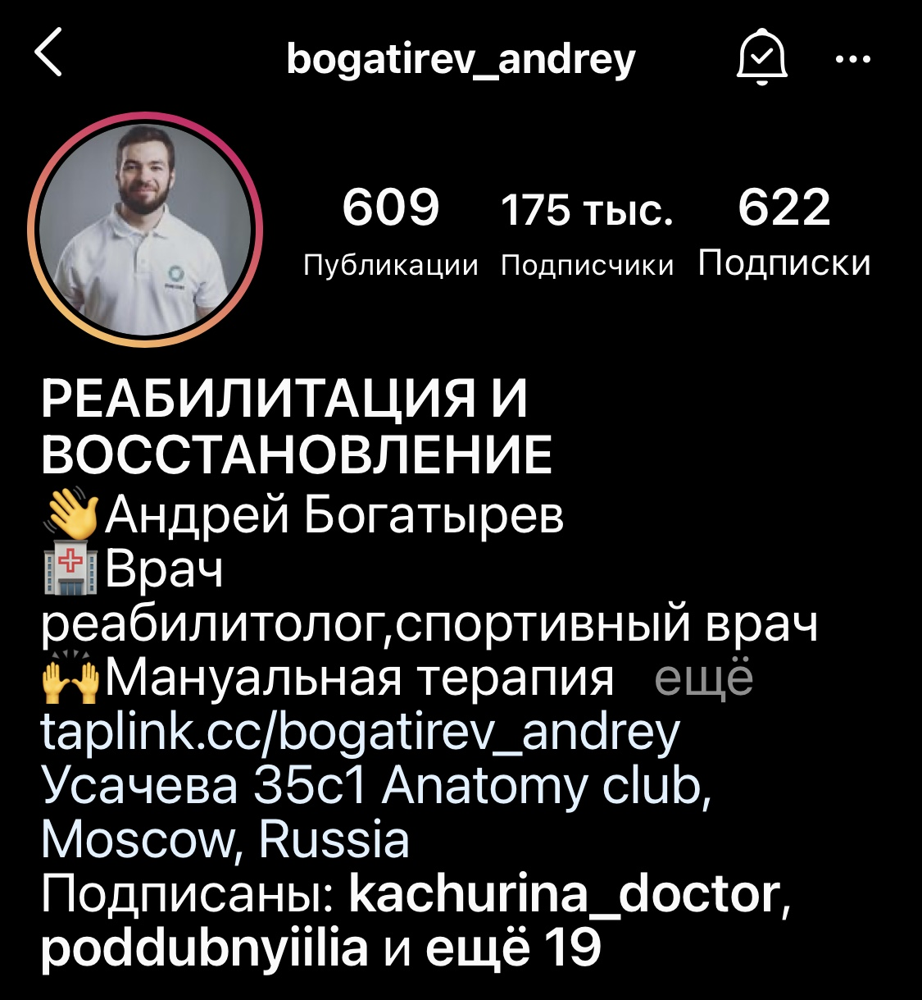 bogatirev_andrey
609 175 тыс. 622
Публикации Подписчики Подписки
РЕАБИЛИТАЦИЯ И
ВОССТАНОВЛЕНИЕ
👋Андрей Богатырев
🏥Врач
реабилитолог,спортивный врач
🙌Мануальная терапия ещё
taplink.cc/bogatirev_andrey
Усачева 35с1 Anatomy club,
Moscow, Russia
Подписаны: kachurina_doctor,
poddubnyiilia и ещё 19